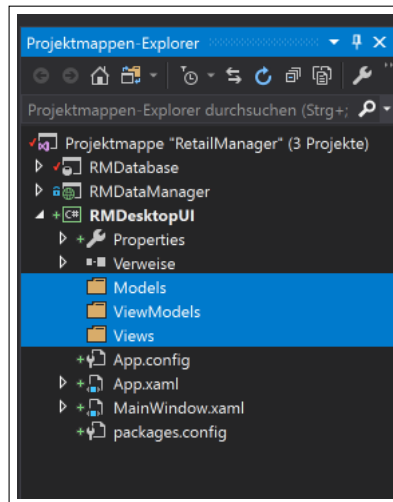 Projektmappen-Explorer
Projektmappen-Explorer durchsuchen (Strg+;
Projektmappe "RetailManager" (3 Projekte)
RMDatabase
RMDataManager
C# RMDesktopUI
Properties
Verweise
Models
ViewModels
Views
App.config
App.xaml
MainWindow.xaml
packages.config